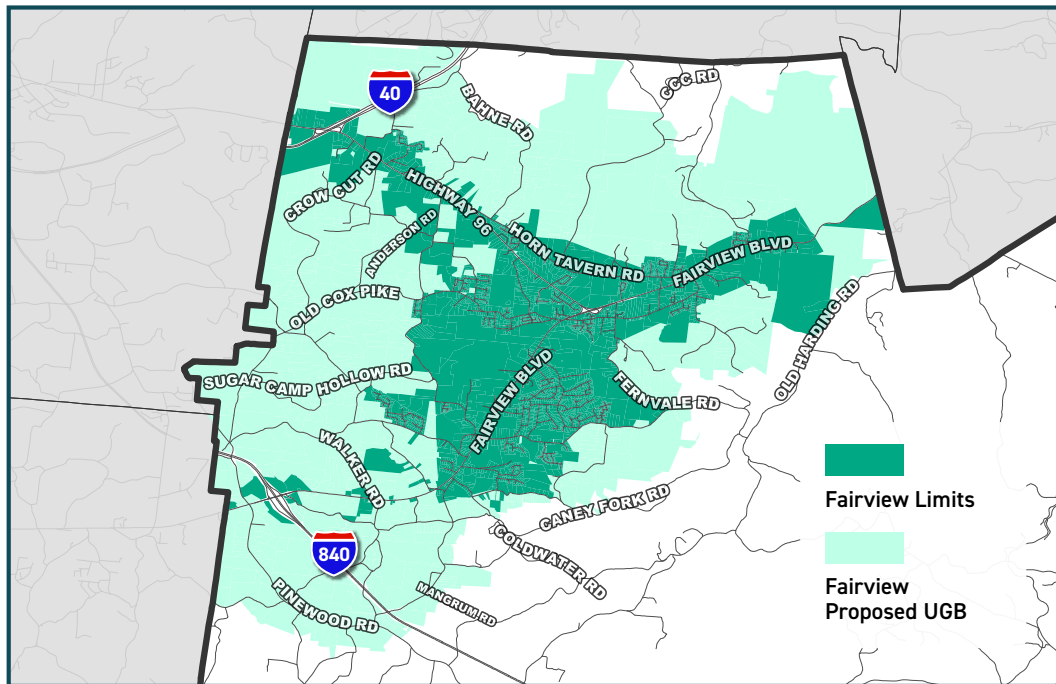 40
BAHNE RD
CCC RD
CROW CUT RD
HIGHWAY 96
ANDERSON RD
HORN TAVERN RD
FAIRVIEW BLVD
OLD COX PIKE
OLD HARDING RD
SUGAR CAMP HOLLOW RD
FAIRVIEW BLVD
FERNVALE RD
WALKER RD
Fairview Limits
CANEY FORK RD
840
COLDWATER RD
PINEWOOD RD
MANGRUM RD
Fairview
Proposed UGB